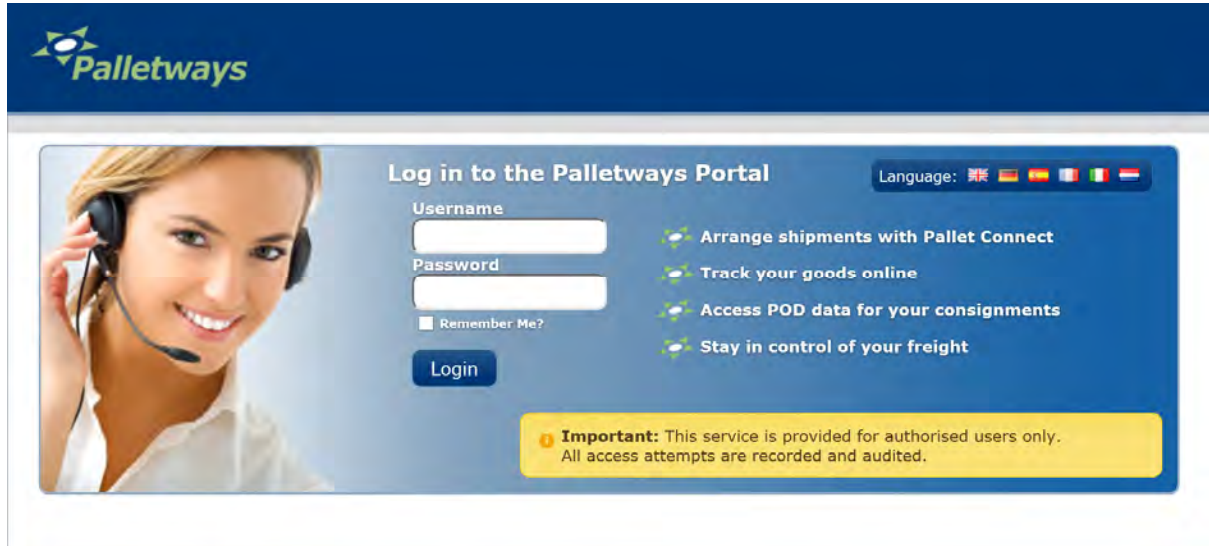 Palletways
Log in to the Palletways Portal
Language:
Username
Password
Remember Me?
Login
Arrange shipments with Pallet Connect
Track your goods online
Access POD data for your consignments
Stay in control of your freight
Important: This service is provided for authorised users only.
All access attempts are recorded and audited.